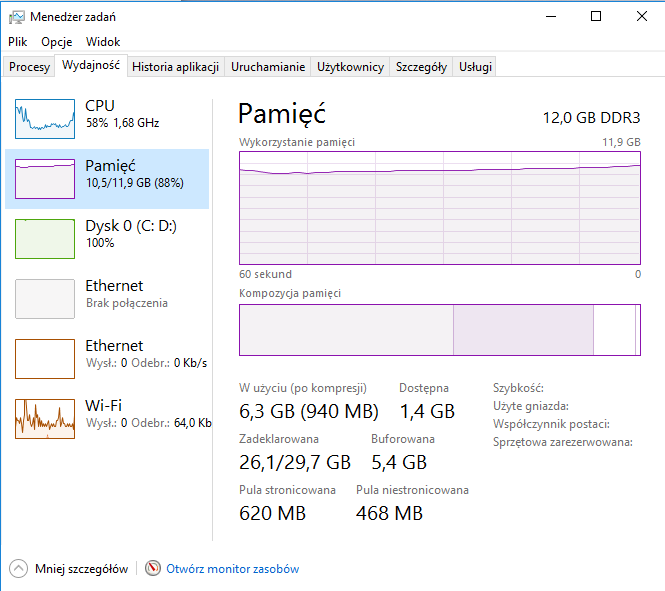 Menedżer zadań
Plik Opcje Widok
Procesy Wydajność Historia aplikacji Uruchamianie Użytkownicy Szczegóły Usługi
CPU
58% 1,68 GHz
Pamięć
10,5/11,9 GB (88%)
Dysk 0 (C: D:)
100%
Ethernet
Brak połączenia
Ethernet
Wysł.: 0 Odebr.: 0 Kb/s
Wi-Fi
Wysł.: 0 Odebr.: 64,0 Kb
Pamięć 12,0 GB DDR3
Wykorzystanie pamięci 11,9 GB
60 sekund 0
Kompozycja pamięci
W użyciu (po kompresji) Dostępna
6,3 GB (940 MB) 1,4 GB
Zadeklarowana Buforowana
26,1/29,7 GB 5,4 GB
Pula stronicowana Pula niestronicowana
620 MB 468 MB
Szybkość:
Użyte gniazda:
Współczynnik postaci:
Sprzętowa zarezerwowana:
Mniej szczegółów Otwórz monitor zasobów